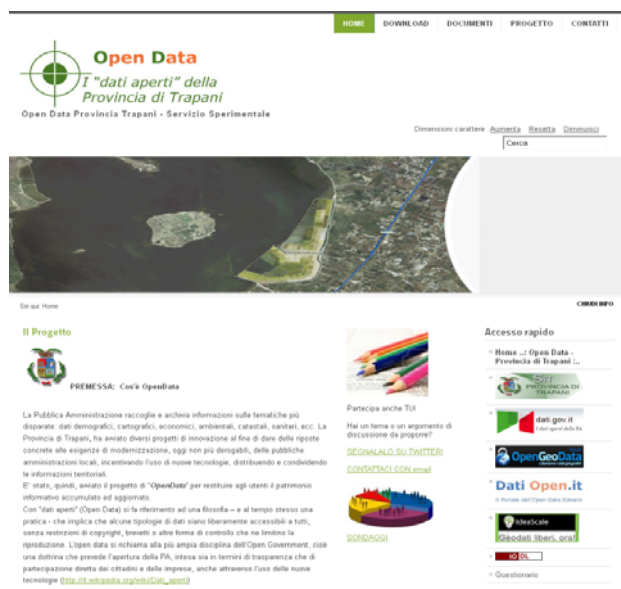 HOME DOWNLOAD DOCUMENTI PROGETTO CONTATTI
Open Data
I "dati aperti" della
Provincia di Trapani
Open Data Provincia Trapani - Servizio Sperimentale
Dimensioni carattere Aumenta Resetta Diminuisci
Cerca
Sei qui: Home
CHIUDI INFO
Il Progetto
PREMESSA: Cos'è OpenData
La Pubblica Amministrazione raccoglie e archivia informazioni sulle tematiche più
disparate: dati demografici, cartografici, economici, ambientali, catastali, sanitari, ecc. La
Provincia di Trapani, ha avviato diversi progetti di innovazione al fine di dare delle riposte
concrete alle esigenze di modernizzazione, oggi non più derogabili, delle pubbliche
amministrazioni locali, incentivando l'uso di nuove tecnologie, distribuendo e condividendo
le informazioni territoriali.
E' stato, quindi, avviato il progetto di "OpenData" per restituire agli utenti il patrimonio
informativo accumulato ed aggiornato.
Con "dati aperti" (Open Data) si fa riferimento ad una filosofia – e al tempo stesso una
pratica - che implica che alcune tipologie di dati siano liberamente accessibili a tutti,
senza restrizioni di copyright, brevetti o altre forme di controllo che ne limitino la
riproduzione. L'open data si richiama alla più ampia disciplina dell'Open Government, cioè
una dottrina che prevede l'apertura della PA, intesa sia in termini di trasparenza che di
partecipazione diretta dei cittadini e delle imprese, anche attraverso l'uso delle nuove
tecnologie (http://it.wikipedia.org/wiki/Dati_aperti)
Partecipa anche TU!
Hai un tema o un argomento di
discussione da proporre?
SEGNALALO SU TWITTER!
CONTATTACI CON email
SONDAGGI
Accesso rapido
Home ..: Open Data -
Provincia di Trapani :..
PROVINCIA DI
TRAPANI
dati.gov.it
I dati aperti della PA
OpenGeoData
Dati Open.it
Il Portale dell'Open Data Italiano
IdeaScale
Geodati liberi, ora!
IODL
Questionario